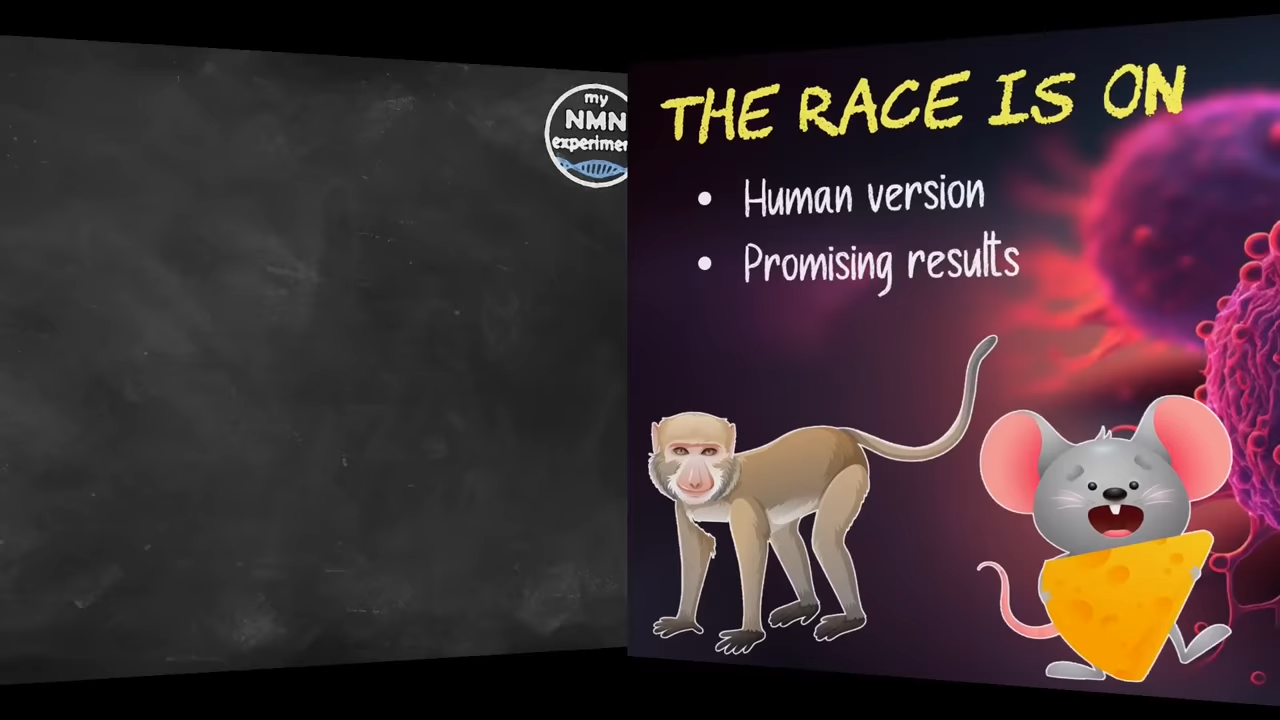 my
NMN
THE RACE IS ON
• Human version
• Promising results